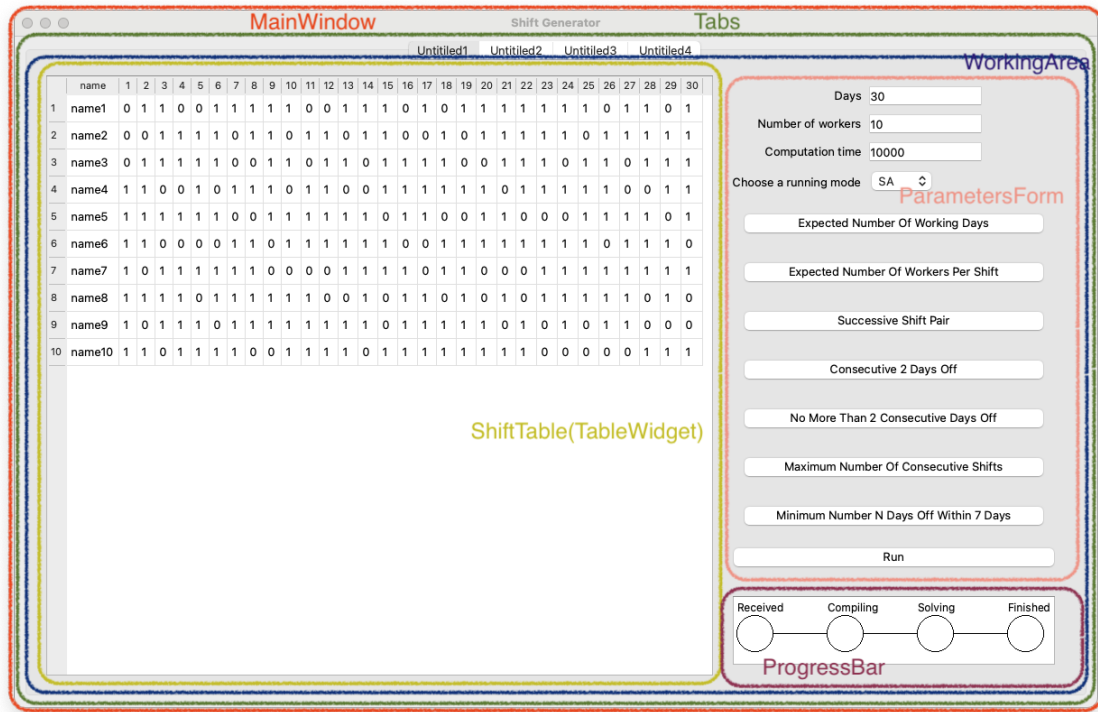 MainWindow Shift Generator Tabs
Untitiled1 Untitiled2 Untitiled3 Untitiled4
WorkingArea
name 1 2 3 4 5 6 7 8 9 10 11 12 13 14 15 16 17 18 19 20 21 22 23 24 25 26 27 28 29 30
1 name1 0 1 1 0 0 1 1 1 1 1 0 0 1 1 1 1 0 1 0 1 1 1 1 1 1 1 0 1 1 0 1
2 name2 0 0 1 1 1 1 0 1 1 0 1 1 0 1 1 0 0 1 0 1 1 1 1 1 1 0 1 1 1 1 1
3 name3 0 1 1 1 1 1 0 0 1 1 0 1 1 0 1 1 1 1 0 0 1 1 1 0 1 1 0 1 1 1
4 name4 1 1 0 0 1 0 1 1 1 0 1 1 0 1 1 1 1 1 1 1 1 0 1 1 1 1 1 0 0 1 1
5 name5 1 1 1 1 1 1 0 0 1 1 1 1 1 1 0 1 1 0 0 1 1 0 0 0 1 1 1 1 0 1
6 name6 1 1 0 0 0 0 1 1 0 1 1 1 1 1 1 0 0 1 1 1 1 1 1 1 1 0 1 1 1 0
7 name7 1 0 1 1 1 1 1 1 0 0 0 0 1 1 1 1 0 1 1 0 0 0 1 1 1 1 1 1 1 1
8 name8 1 1 1 1 0 1 1 1 1 1 1 0 0 1 0 1 1 0 1 0 1 0 1 1 1 1 1 0 1 0
9 name9 1 0 1 1 1 0 1 1 1 1 1 1 1 1 0 1 1 1 1 1 0 1 0 1 0 1 1 0 0 0
10 name10 1 1 0 1 1 1 1 0 0 1 1 1 1 0 1 1 1 1 1 1 1 1 0 0 0 0 0 1 1 1
ShiftTable(TableWidget)
Days 30
Number of workers 10
Computation time 10000
Choose a running mode SA
ParametersForm
Expected Number Of Working Days
Expected Number Of Workers Per Shift
Successive Shift Pair
Consecutive 2 Days Off
No More Than 2 Consecutive Days Off
Maximum Number Of Consecutive Shifts
Minimum Number N Days Off Within 7 Days
Run
Received Compiling Solving Finished
ProgressBar